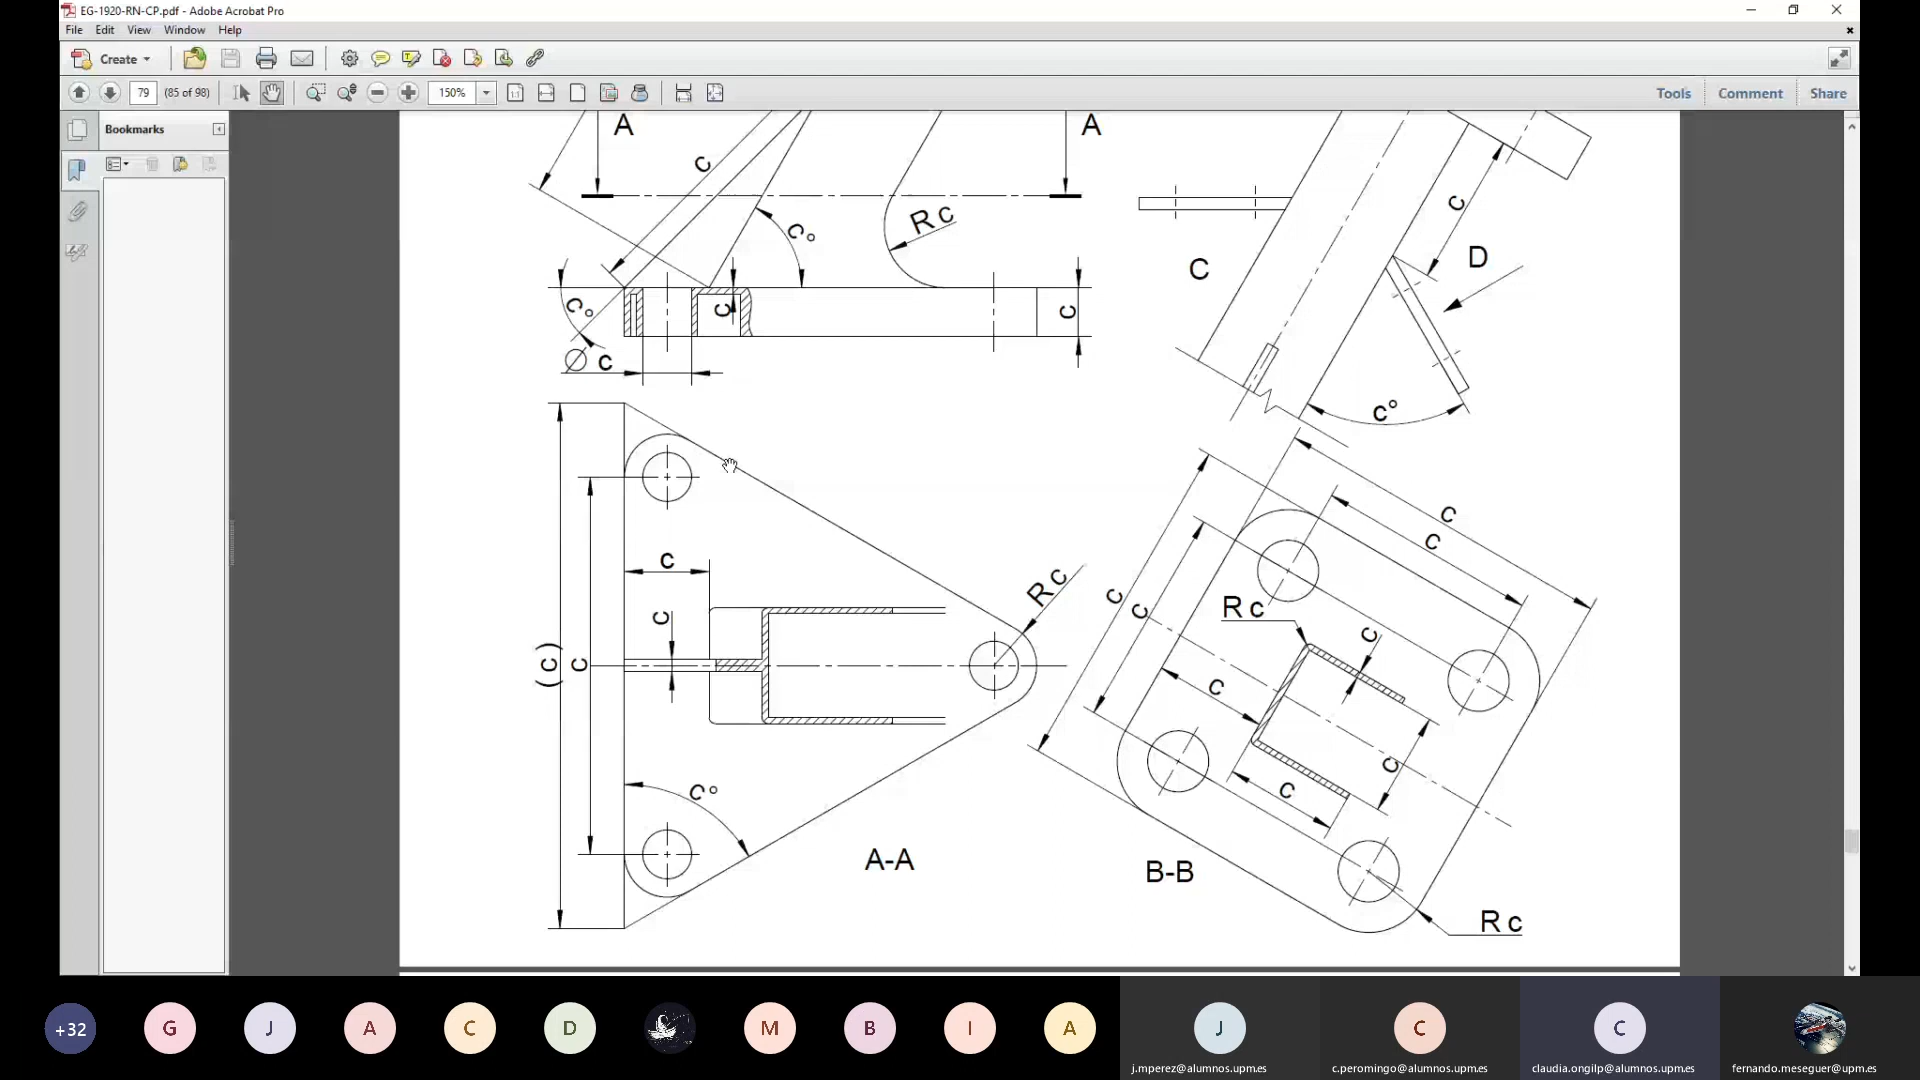 EG-1920-RN-CP.pdf - Adobe Acrobat Pro
File Edit View Window Help
Create
79 (85 of 98) 150% Tools Comment Share
Bookmarks
A A
c
c
c° R c
C D
c° c c
Ø c
c°
c
c
c
R c
c
c c R c
c
(c) c
c
c
c
c°
A-A
B-B
R c
+32 G J A C D M B I A J C C
j.mperez@alumnos.upm.es c.peromingo@alumnos.upm.es claudia.ongilp@alumnos.upm.es fernando.meseguer@upm.es